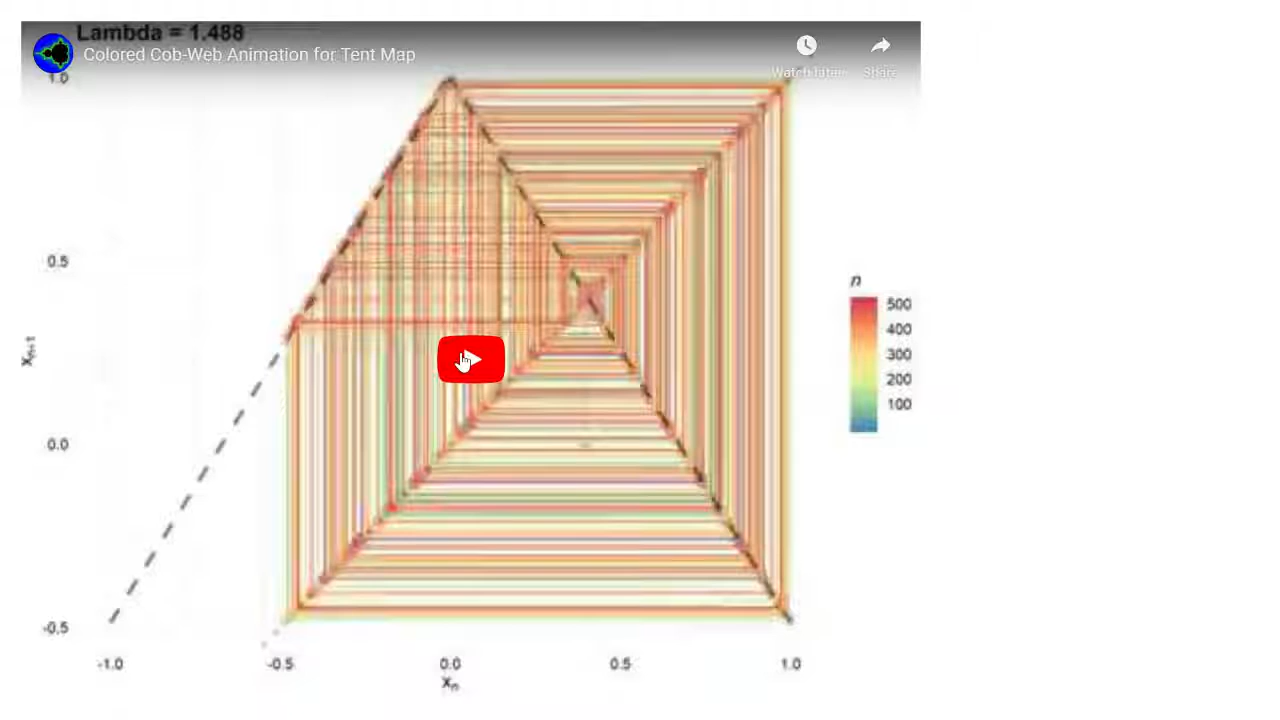 Lambda = 1.488
Colored Cob-Web Animation for Tent Map
Watch later
Share
1.0
0.5
0.0
-0.5
xn+1
-1.0
-0.5
0.0
0.5
1.0
xn
n
500
400
300
200
100